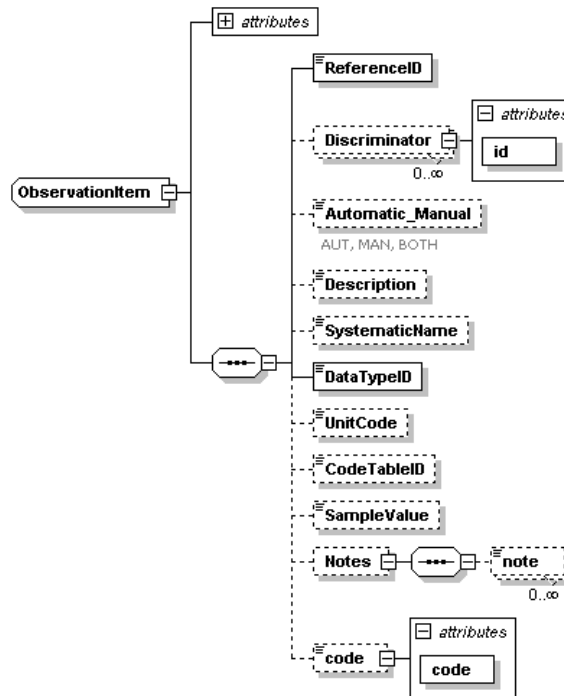 attributes
ReferenceID
attributes
Discriminator
id
0..∞
ObservationItem
Automatic_Manual
AUT, MAN, BOTH
Description
SystematicName
DataTypeID
UnitCode
CodeTableID
SampleValue
Notes
note
0..∞
attributes
code
code